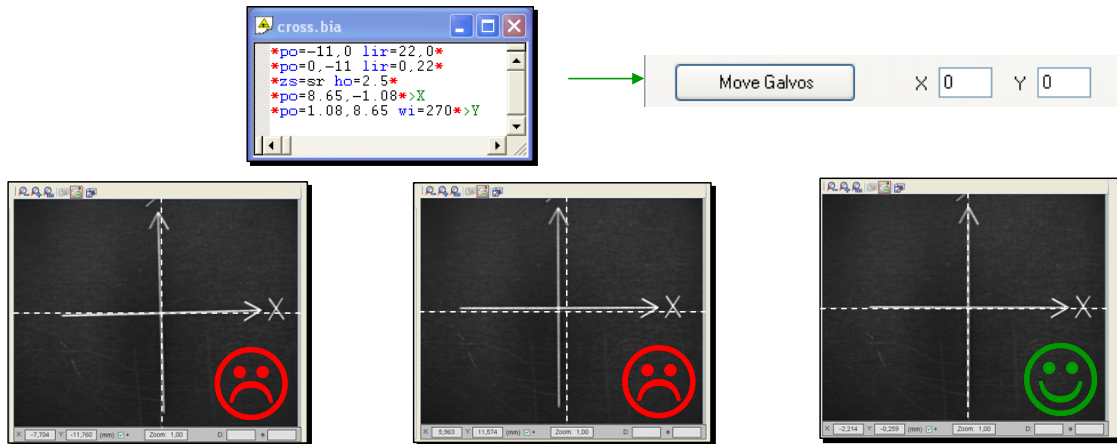 cross.bia
*po=-11,0 lir=22,0*
*po=0,-11 lir=0,22*
*zs=sr ho=2.5*
*po=8.65,-1.08*>X
*po=1.08,8.65 wi=270*>Y
Move Galvos X 0 Y 0
X
X: -7,704 Y: -11,760 (mm) + Zoom: 1,00 D:
X
X: 5,963 Y: 11,574 (mm) + Zoom: 1,00 D:
X
X: -2,214 Y: -0,259 (mm) + Zoom: 1,00 D: